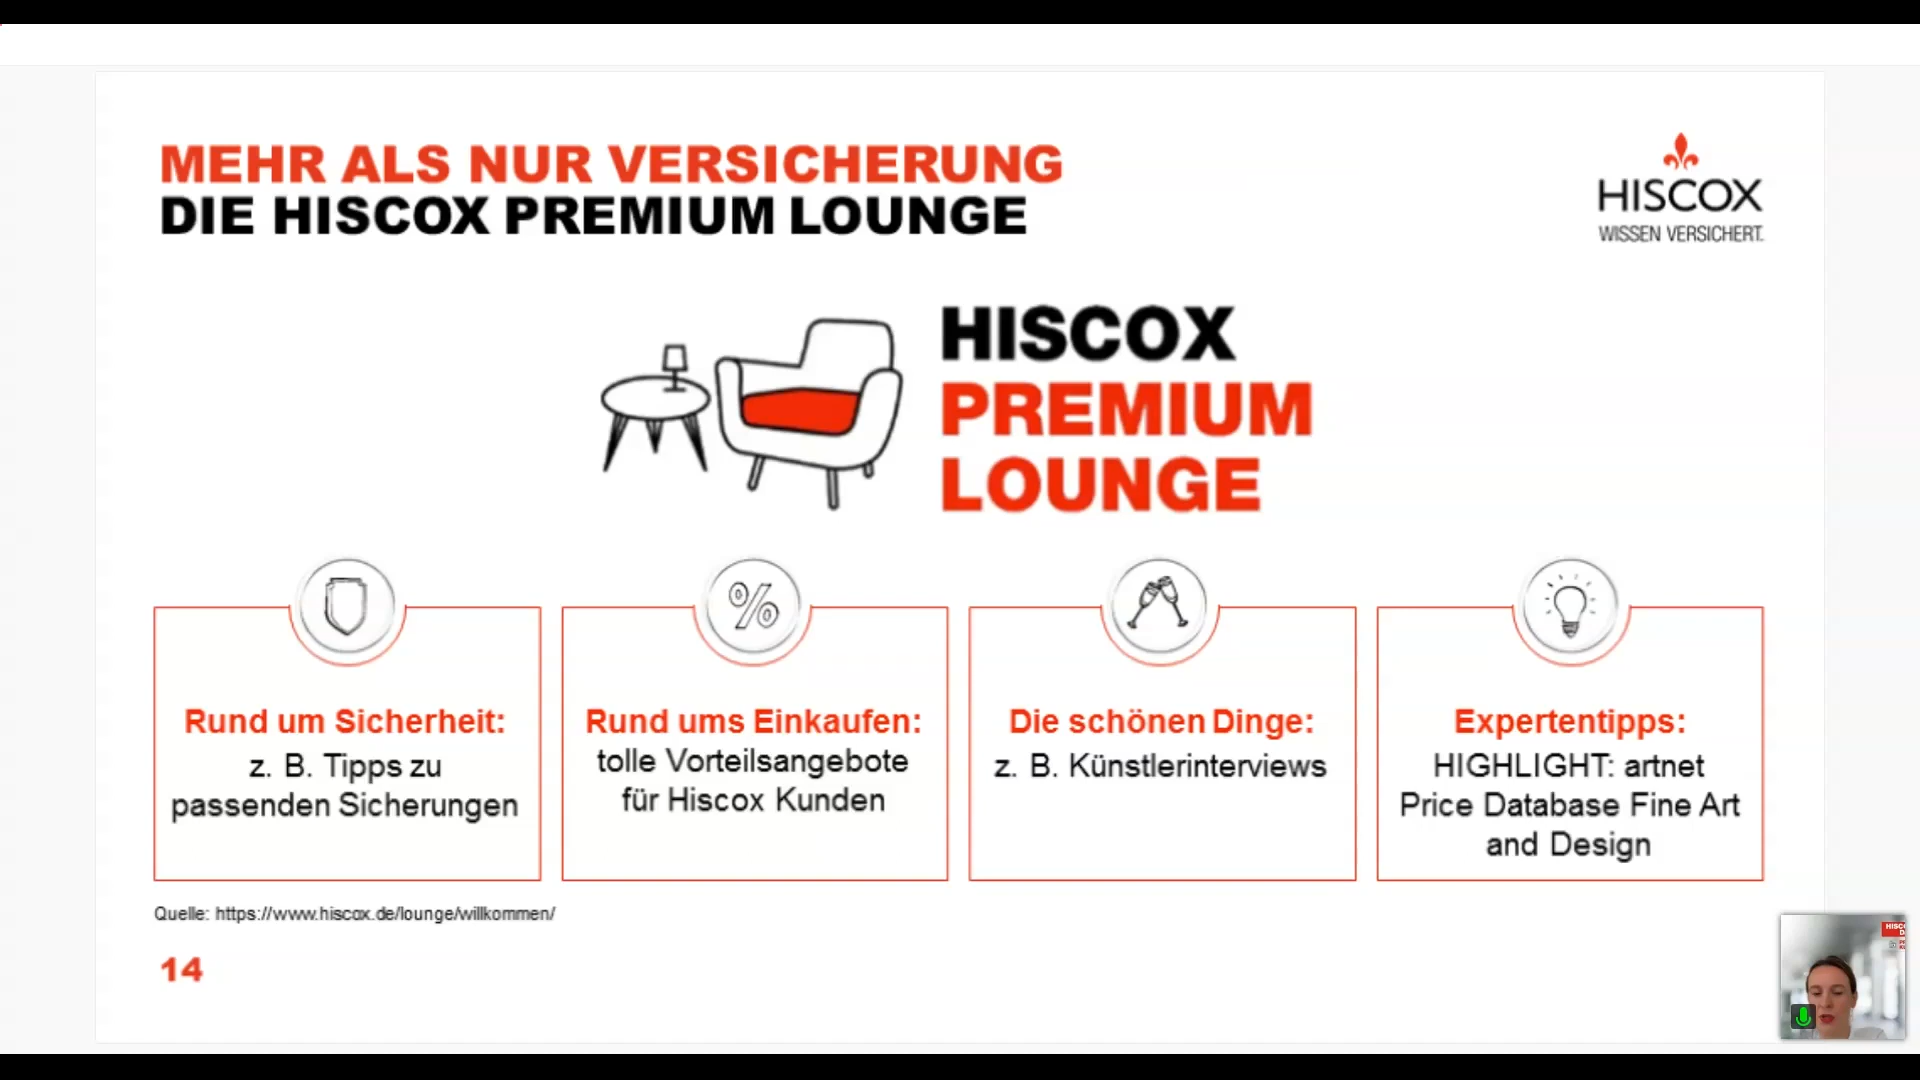 MEHR ALS NUR VERSICHERUNG
DIE HISCOX PREMIUM LOUNGE
HISCOX
WISSEN VERSICHERT.
HISCOX
PREMIUM
LOUNGE
Rund um Sicherheit:
z. B. Tipps zu
passenden Sicherungen
Rund ums Einkaufen:
tolle Vorteilsangebote
für Hiscox Kunden
Die schönen Dinge:
z. B. Künstlerinterviews
Expertentipps:
HIGHLIGHT: artnet
Price Database Fine Art
and Design
Quelle: https://www.hiscox.de/lounge/willkommen/
14